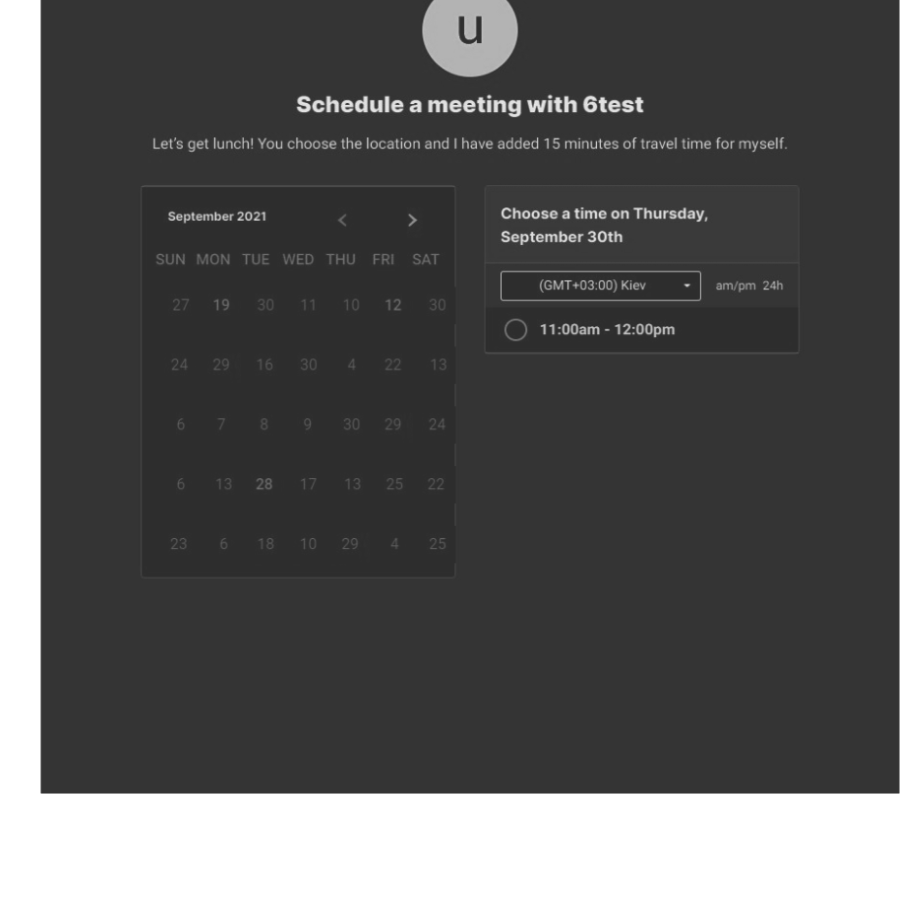 u
Schedule a meeting with 6test
Let's get lunch! You choose the location and I have added 15 minutes of travel time for myself.
September 2021
SUN MON TUE WED THU FRI SAT
27 19 30 11 10 12 30
24 29 16 30 4 22 13
6 7 8 9 30 29 24
6 13 28 17 13 25 22
23 6 18 10 29 4 25
Choose a time on Thursday,
September 30th
(GMT+03:00) Kiev am/pm 24h
11:00am - 12:00pm